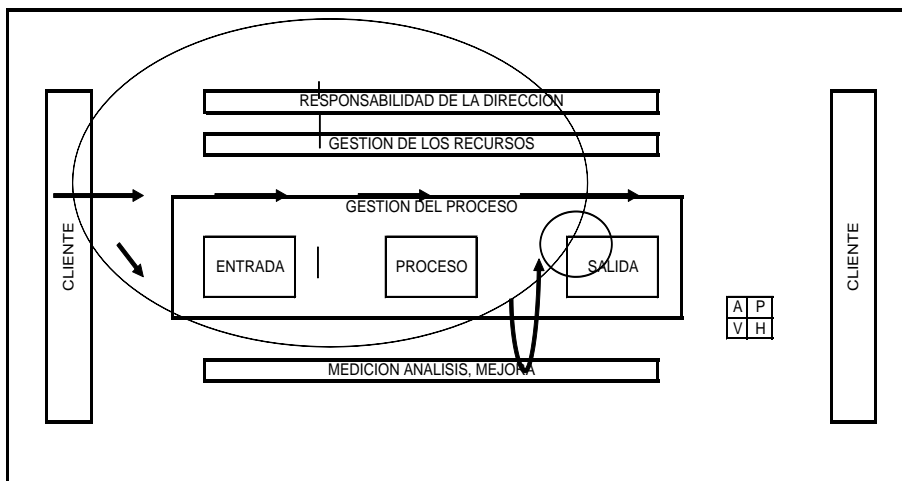 RESPONSABILIDAD DE LA DIRECCION
GESTION DE LOS RECURSOS
GESTION DEL PROCESO
CLIENTE
ENTRADA
PROCESO
SALIDA
CLIENTE
A P
V H
MEDICION ANALISIS, MEJORA